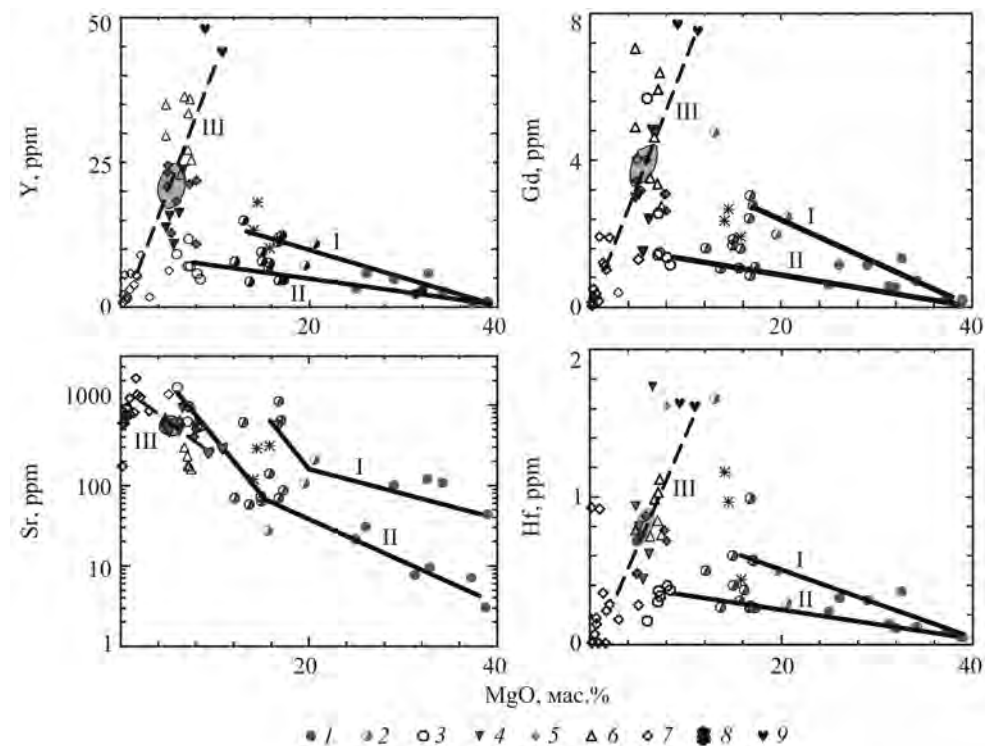 50
25
0
Y, ppm
III
I
II
20
40
8
4
0
Gd, ppm
III
I
II
20
40
1000
100
10
1
Sr, ppm
III
I
II
20
40
2
1
0
Hf, ppm
III
I
II
20
40
MgO, мас.%
1 2 3 4 5 6 7 8 9